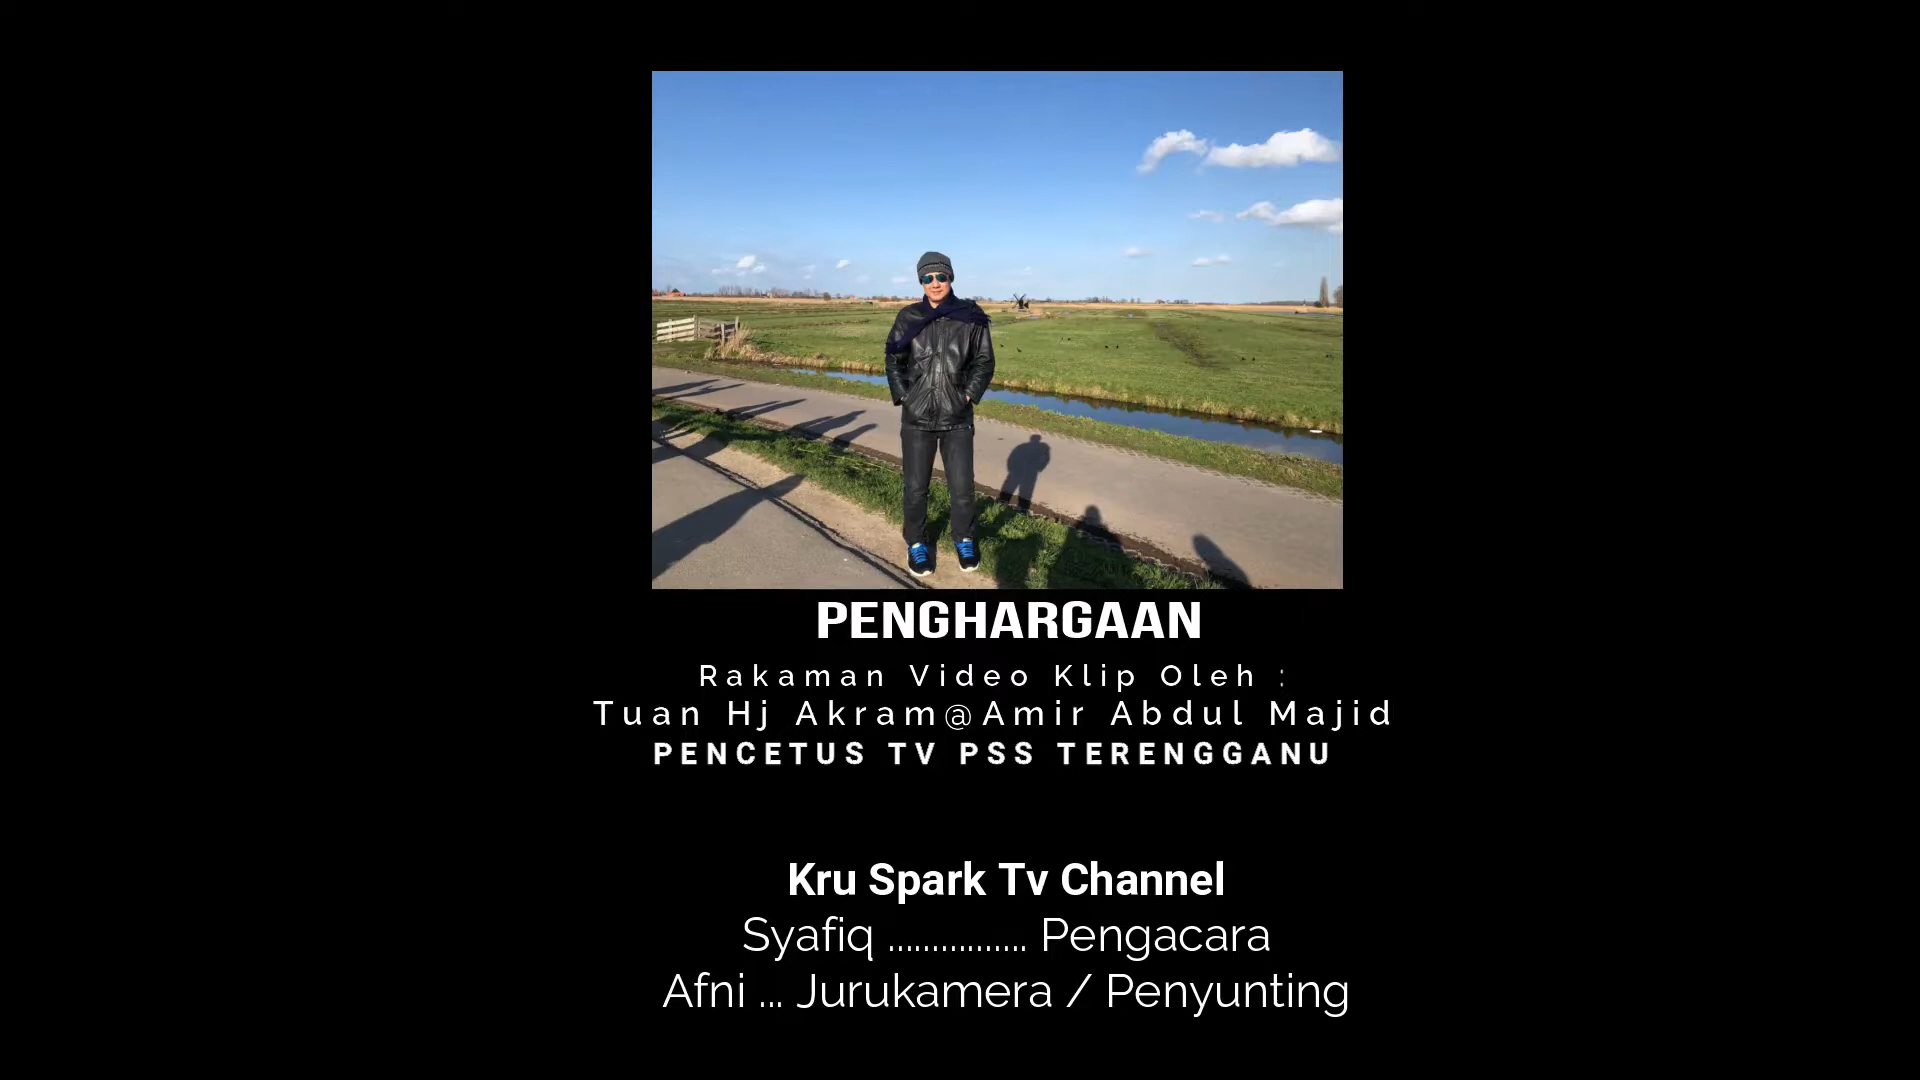 PENGHARGAAN
Rakaman Video Klip Oleh :
Tuan Hj Akram@Amir Abdul Majid
PENCETUS TV PSS TERENGGANU
Kru Spark Tv Channel
Syafiq ................ Pengacara
Afni ... Jurukamera / Penyunting